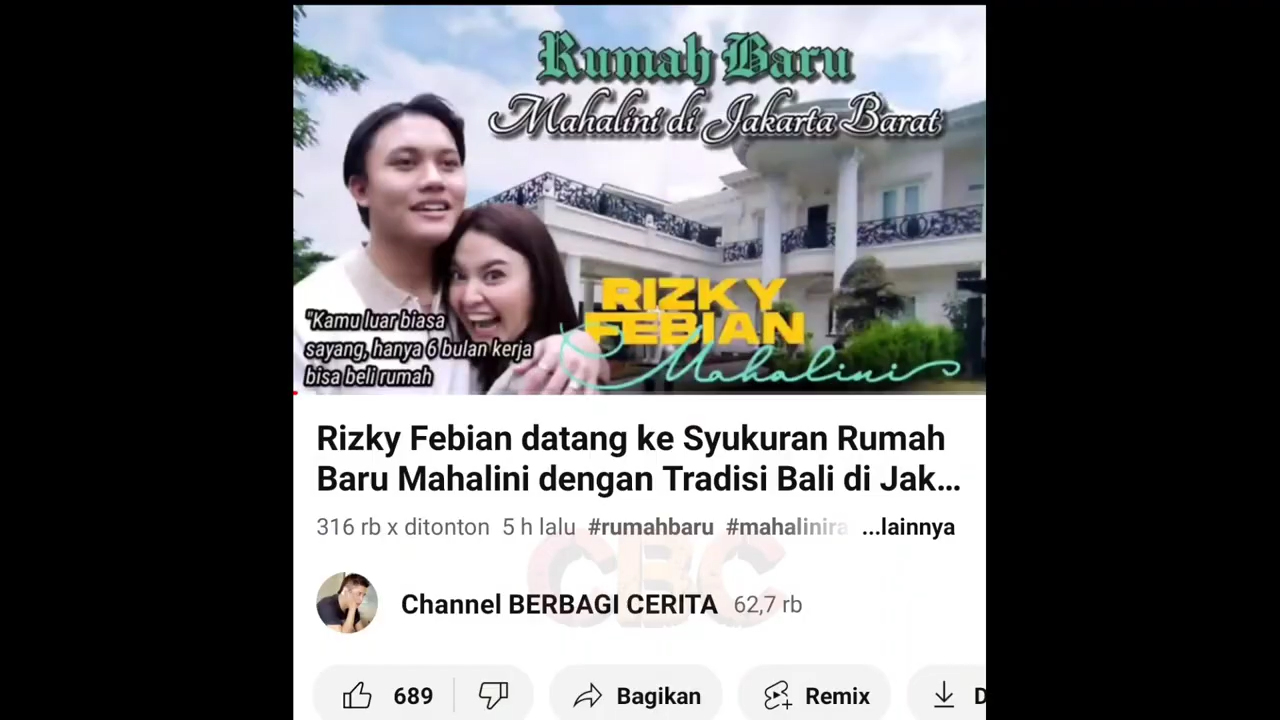 Rumah Baru
Mahalini di Jakarta Barat
"Kamu luar biasa
sayang, hanya 6 bulan kerja
bisa beli rumah
RIZKY
FEBIAN
Mahalini
Rizky Febian datang ke Syukuran Rumah
Baru Mahalini dengan Tradisi Bali di Jak...
316 rb x ditonton 5 h lalu #rumahbaru #mahalinira ...lainnya
CBC
Channel BERBAGI CERITA 62,7 rb
689 Bagikan Remix D